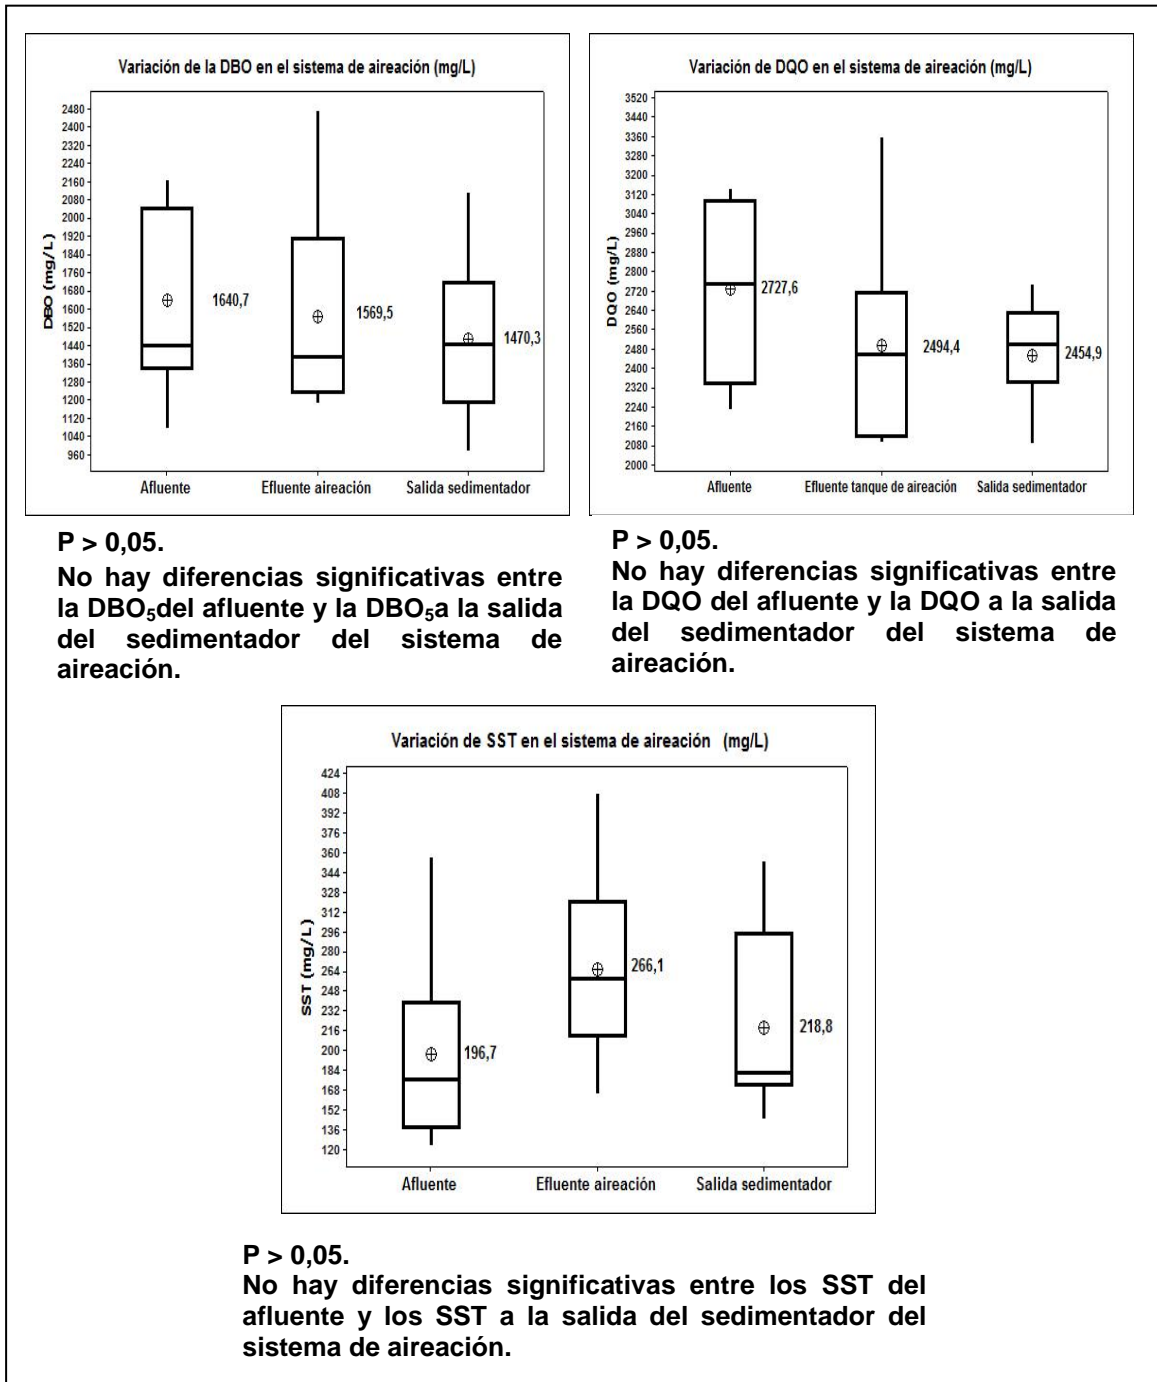 Variación de la DBO en el sistema de aireación (mg/L)
DBO (mg/L)
2480
2400
2320
2240
2160
2080
2000
1920
1840
1760
1680
1600
1520
1440
1360
1280
1200
1120
1040
960
1640,7
1569,5
1470,3
Afluente
Efluente aireación
Salida sedimentador
P > 0,05.
No hay diferencias significativas entre
la DBO₅del afluente y la DBO₅a la salida
del sedimentador del sistema de
aireación.
Variación de DQO en el sistema de aireación (mg/L)
DQO (mg/L)
3520
3440
3360
3280
3200
3120
3040
2960
2880
2800
2720
2640
2560
2480
2400
2320
2240
2160
2080
2000
2727,6
2494,4
2454,9
Afluente
Efluente tanque de aireación
Salida sedimentador
P > 0,05.
No hay diferencias significativas entre
la DQO del afluente y la DQO a la salida
del sedimentador del sistema de
aireación.
Variación de SST en el sistema de aireación (mg/L)
SST (mg/L)
424
408
392
376
360
344
328
312
296
280
264
248
232
216
200
184
168
152
136
120
196,7
266,1
218,8
Afluente
Efluente aireación
Salida sedimentador
P > 0,05.
No hay diferencias significativas entre los SST del
afluente y los SST a la salida del sedimentador del
sistema de aireación.